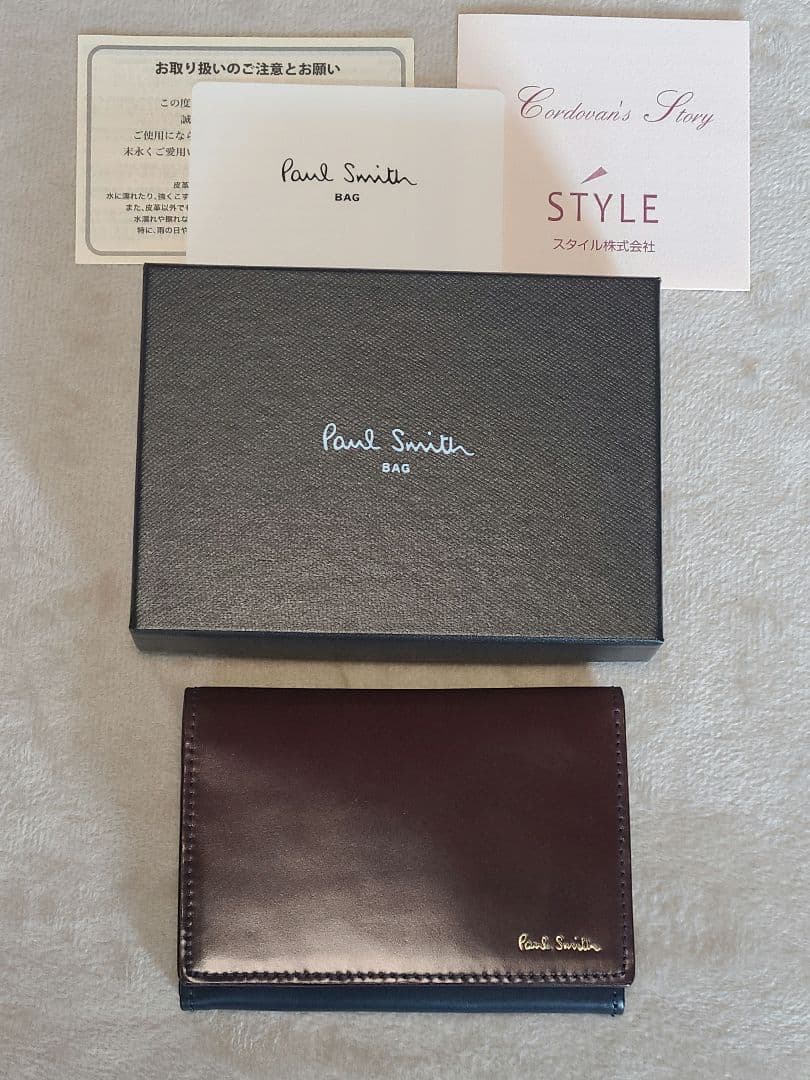 お取り扱いのご注意とお願い
この度
誠
ご使用になら
末永くご愛用い
皮革
水に濡れたり、強くこす
また、皮革以外でも
水濡れや擦れな
特に、雨の日や
Paul Smith
BAG
Cordovan's Story
STYLE
スタイル株式会社
Paul Smith
BAG
Paul Smith